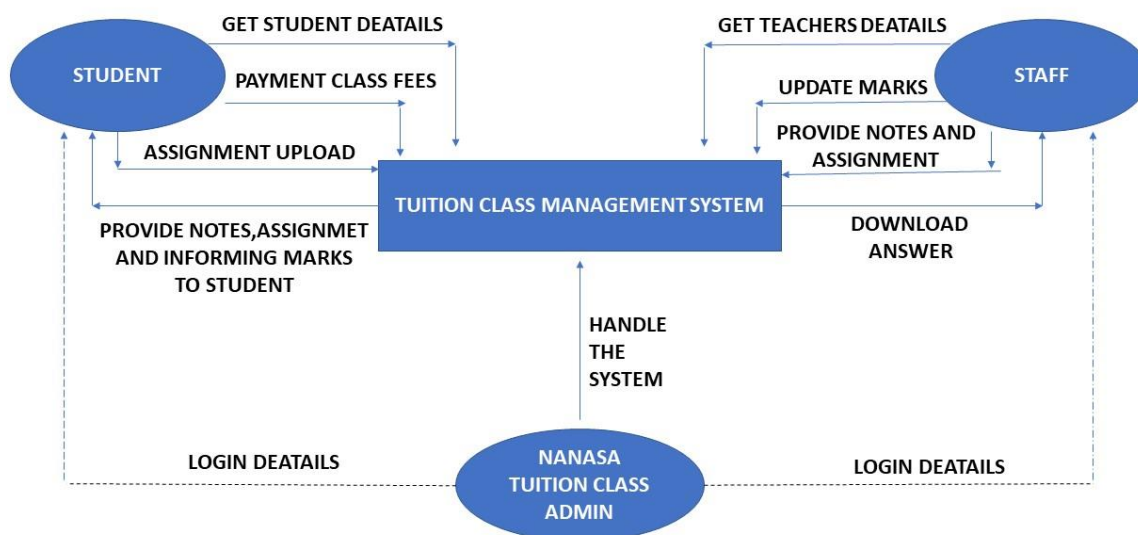 GET STUDENT DEATAILS
GET TEACHERS DEATAILS
STUDENT
STAFF
PAYMENT CLASS FEES
UPDATE MARKS
ASSIGNMENT UPLOAD
PROVIDE NOTES AND
ASSIGNMENT
TUITION CLASS MANAGEMENT SYSTEM
PROVIDE NOTES,ASSIGNMET
AND INFORMING MARKS
TO STUDENT
DOWNLOAD
ANSWER
HANDLE
THE
SYSTEM
LOGIN DEATAILS
NANASA
TUITION CLASS
ADMIN
LOGIN DEATAILS